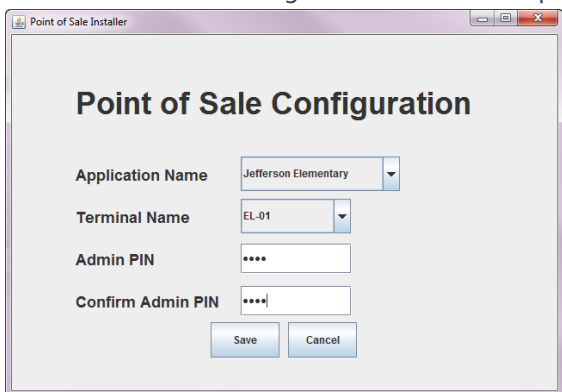 Point of Sale Installer
Point of Sale Configuration
Application Name Jefferson Elementary
Terminal Name EL-01
Admin PIN ••••
Confirm Admin PIN ••••
Save Cancel